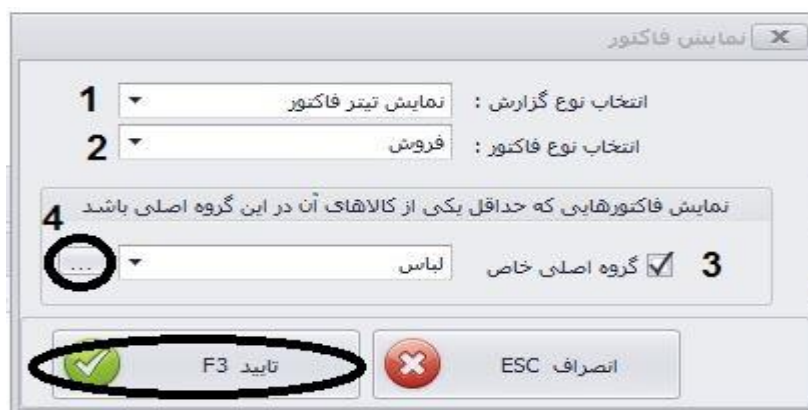 نمایش فاکتور
انتخاب نوع گزارش : نمایش تیتر فاکتور 1
انتخاب نوع فاکتور : فروش 2
نمایش فاکتورهایی که حداقل یکی از کالاهای آن در این گروه اصلی باشد 4
3 گروه اصلی خاص لباس ...
انصراف ESC تایید F3